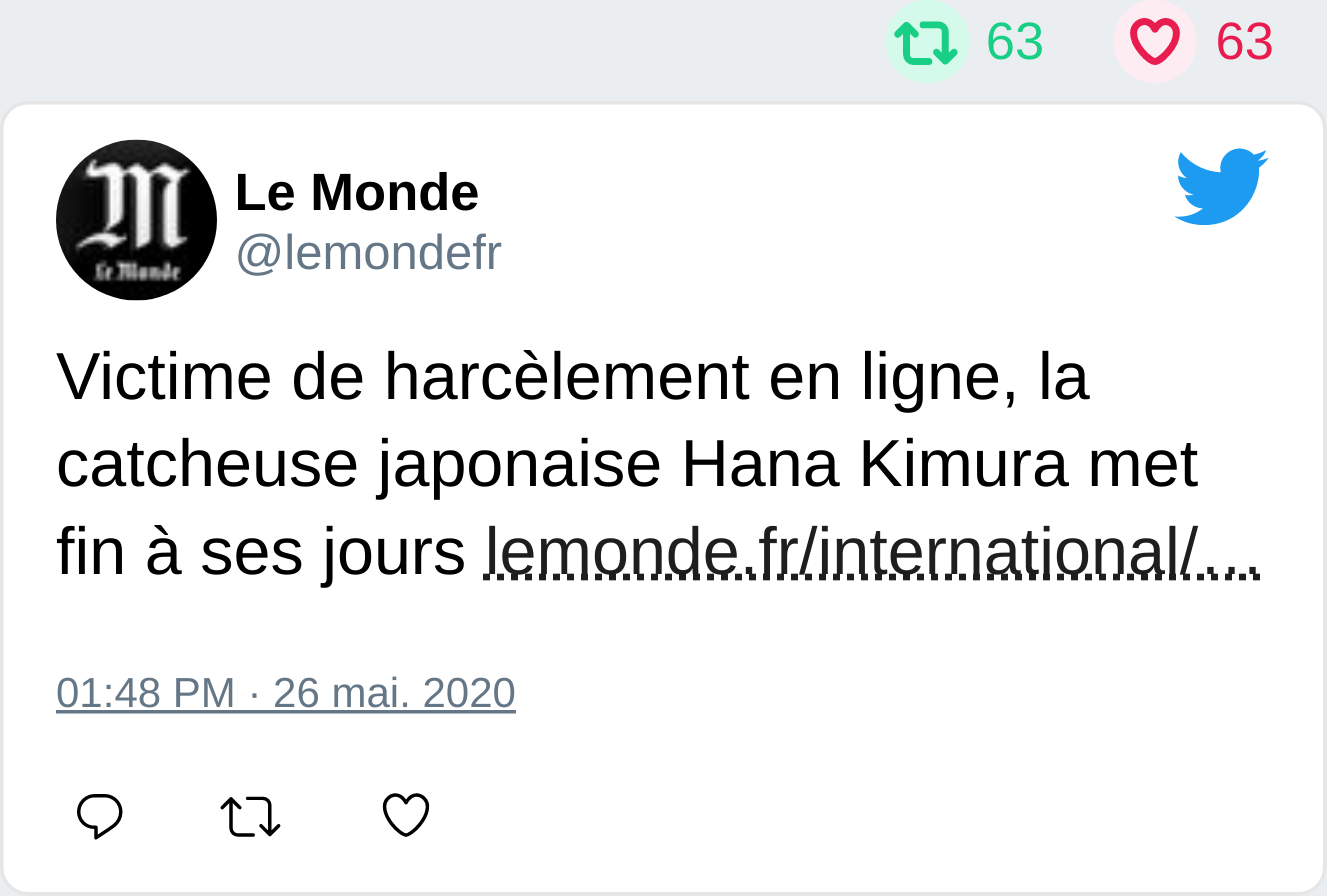 63 63
Le Monde
Le Monde
@lemondefr
Victime de harcèlement en ligne, la
catcheuse japonaise Hana Kimura met
fin à ses jours lemonde.fr/international/…
01:48 PM · 26 mai. 2020